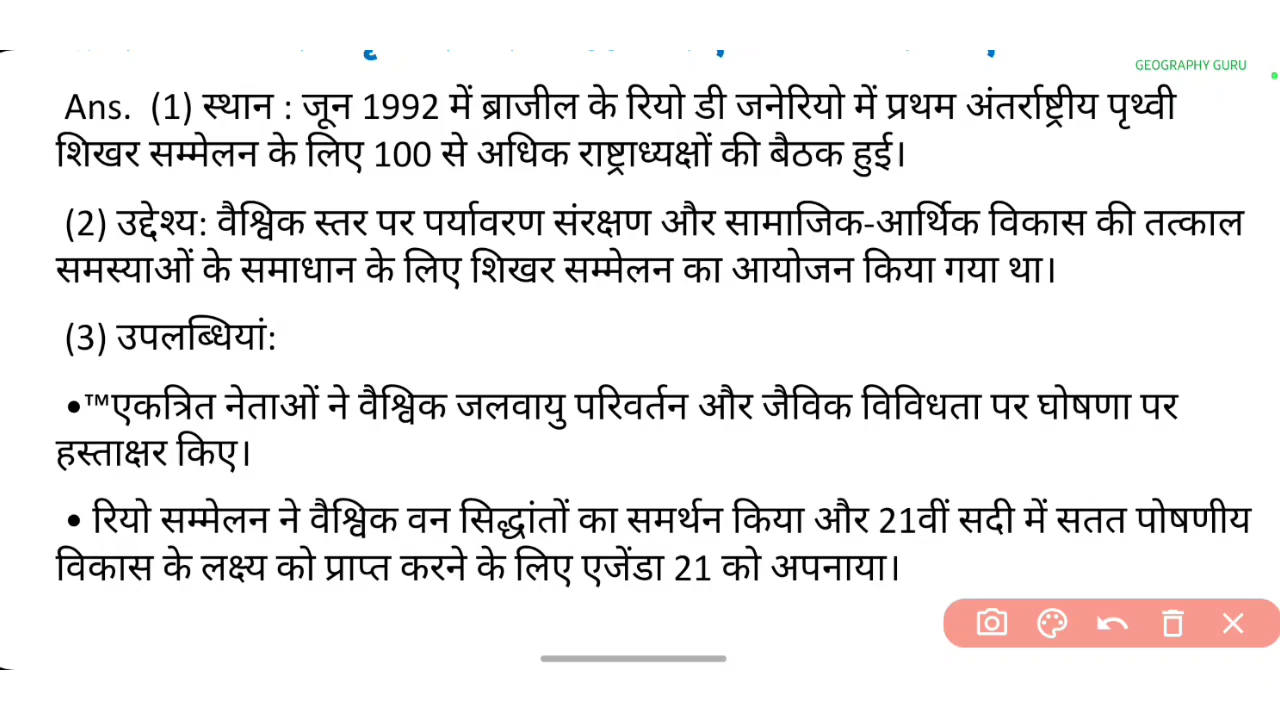 GEOGRAPHY GURU
Ans. (1) स्थान : जून 1992 में ब्राजील के रियो डी जनेरियो में प्रथम अंतर्राष्ट्रीय पृथ्वी
शिखर सम्मेलन के लिए 100 से अधिक राष्ट्राध्यक्षों की बैठक हुई।
(2) उद्देश्य: वैश्विक स्तर पर पर्यावरण संरक्षण और सामाजिक-आर्थिक विकास की तत्काल
समस्याओं के समाधान के लिए शिखर सम्मेलन का आयोजन किया गया था।
(3) उपलब्धियां:
•™एकत्रित नेताओं ने वैश्विक जलवायु परिवर्तन और जैविक विविधता पर घोषणा पर
हस्ताक्षर किए।
• रियो सम्मेलन ने वैश्विक वन सिद्धांतों का समर्थन किया और 21वीं सदी में सतत पोषणीय
विकास के लक्ष्य को प्राप्त करने के लिए एजेंडा 21 को अपनाया।